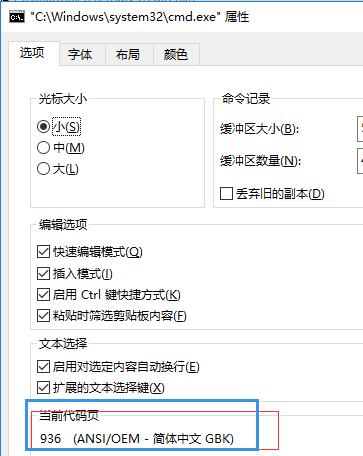 "C:\Windows\system32\cmd.exe" 属性
选项 字体 布局 颜色
光标大小
小(S)
中(M)
大(L)
命令记录
缓冲区大小(B):
缓冲区数量(N):
丢弃旧的副本(D)
编辑选项
快速编辑模式(Q)
插入模式(I)
启用 Ctrl 键快捷方式(K)
粘贴时筛选剪贴板内容(F)
文本选择
启用对选定内容自动换行(E)
扩展的文本选择键(X)
当前代码页
936 (ANSI/OEM - 简体中文 GBK)